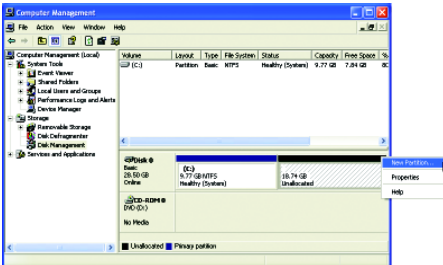 Computer Management
File Action View Window Help
Computer Management (Local)
System Tools
Event Viewer
Shared Folders
Local Users and Groups
Performance Logs and Alerts
Device Manager
Storage
Removable Storage
Disk Defragmenter
Disk Management
Services and Applications
Volume Layout Type File System Status Capacity Free Space %
(C:) Partition Basic NTFS Healthy (System) 9.77 GB 7.84 GB 80
Disk 0
Basic
28.50 GB
Online
(C:)
9.77 GB NTFS
Healthy (System)
18.74 GB
Unallocated
CD-ROM 0
DVD (D:)
No Media
Unallocated Primary partition
New Partition...
Properties
Help